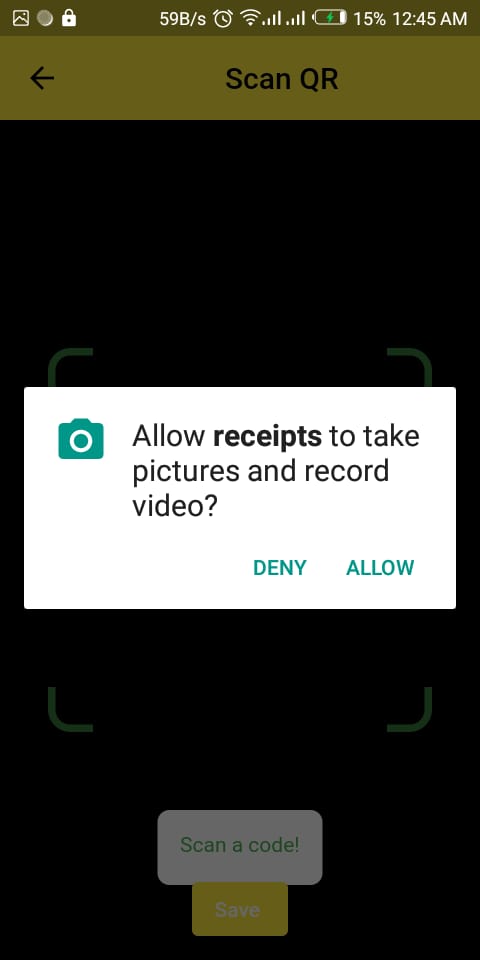 59B/s 15% 12:45 AM
Scan QR
Allow receipts to take
pictures and record
video?
DENY ALLOW
Scan a code!
Save